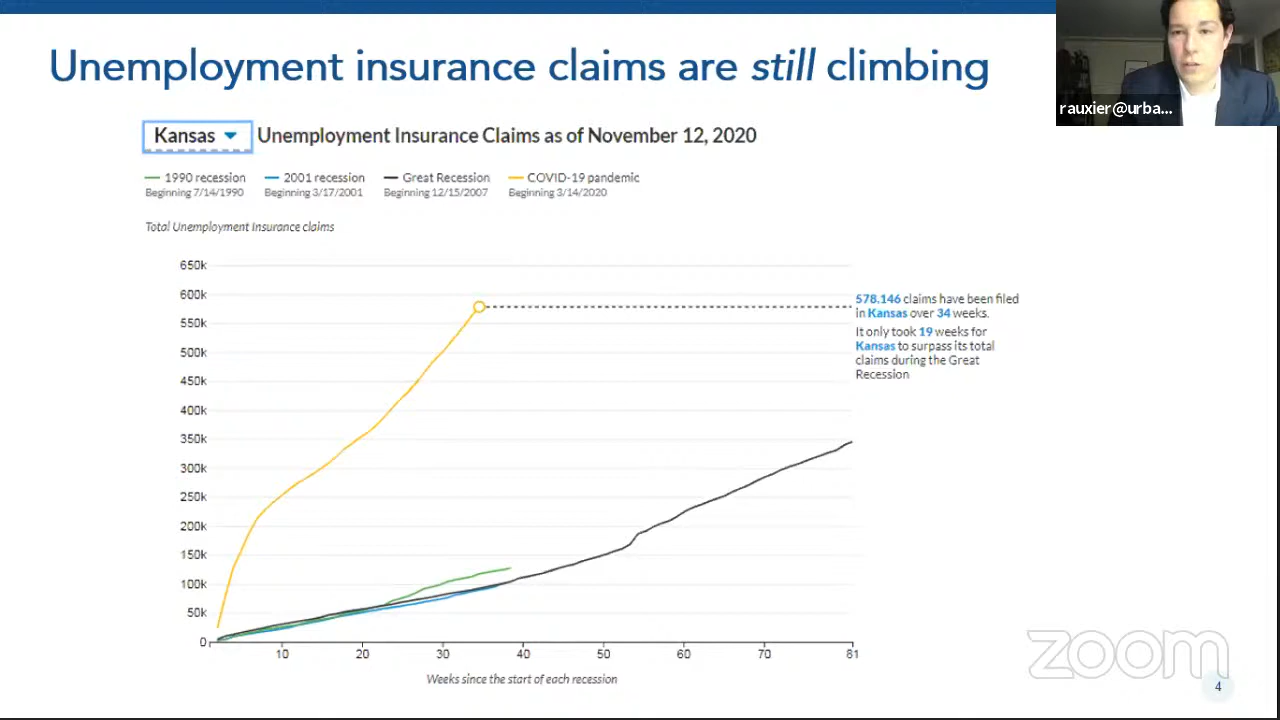 Unemployment insurance claims are still climbing
rauxier@urba...
Kansas Unemployment Insurance Claims as of November 12, 2020
1990 recession 2001 recession Great Recession COVID-19 pandemic
Beginning 7/14/1990 Beginning 3/17/2001 Beginning 12/15/2007 Beginning 3/14/2020
Total Unemployment Insurance claims
650k
600k
550k
500k
450k
400k
350k
300k
250k
200k
150k
100k
50k
0
578,146 claims have been filed
in Kansas over 34 weeks.
It only took 19 weeks for
Kansas to surpass its total
claims during the Great
Recession
10 20 30 40 50 60 70 81
Weeks since the start of each recession
zoom
4